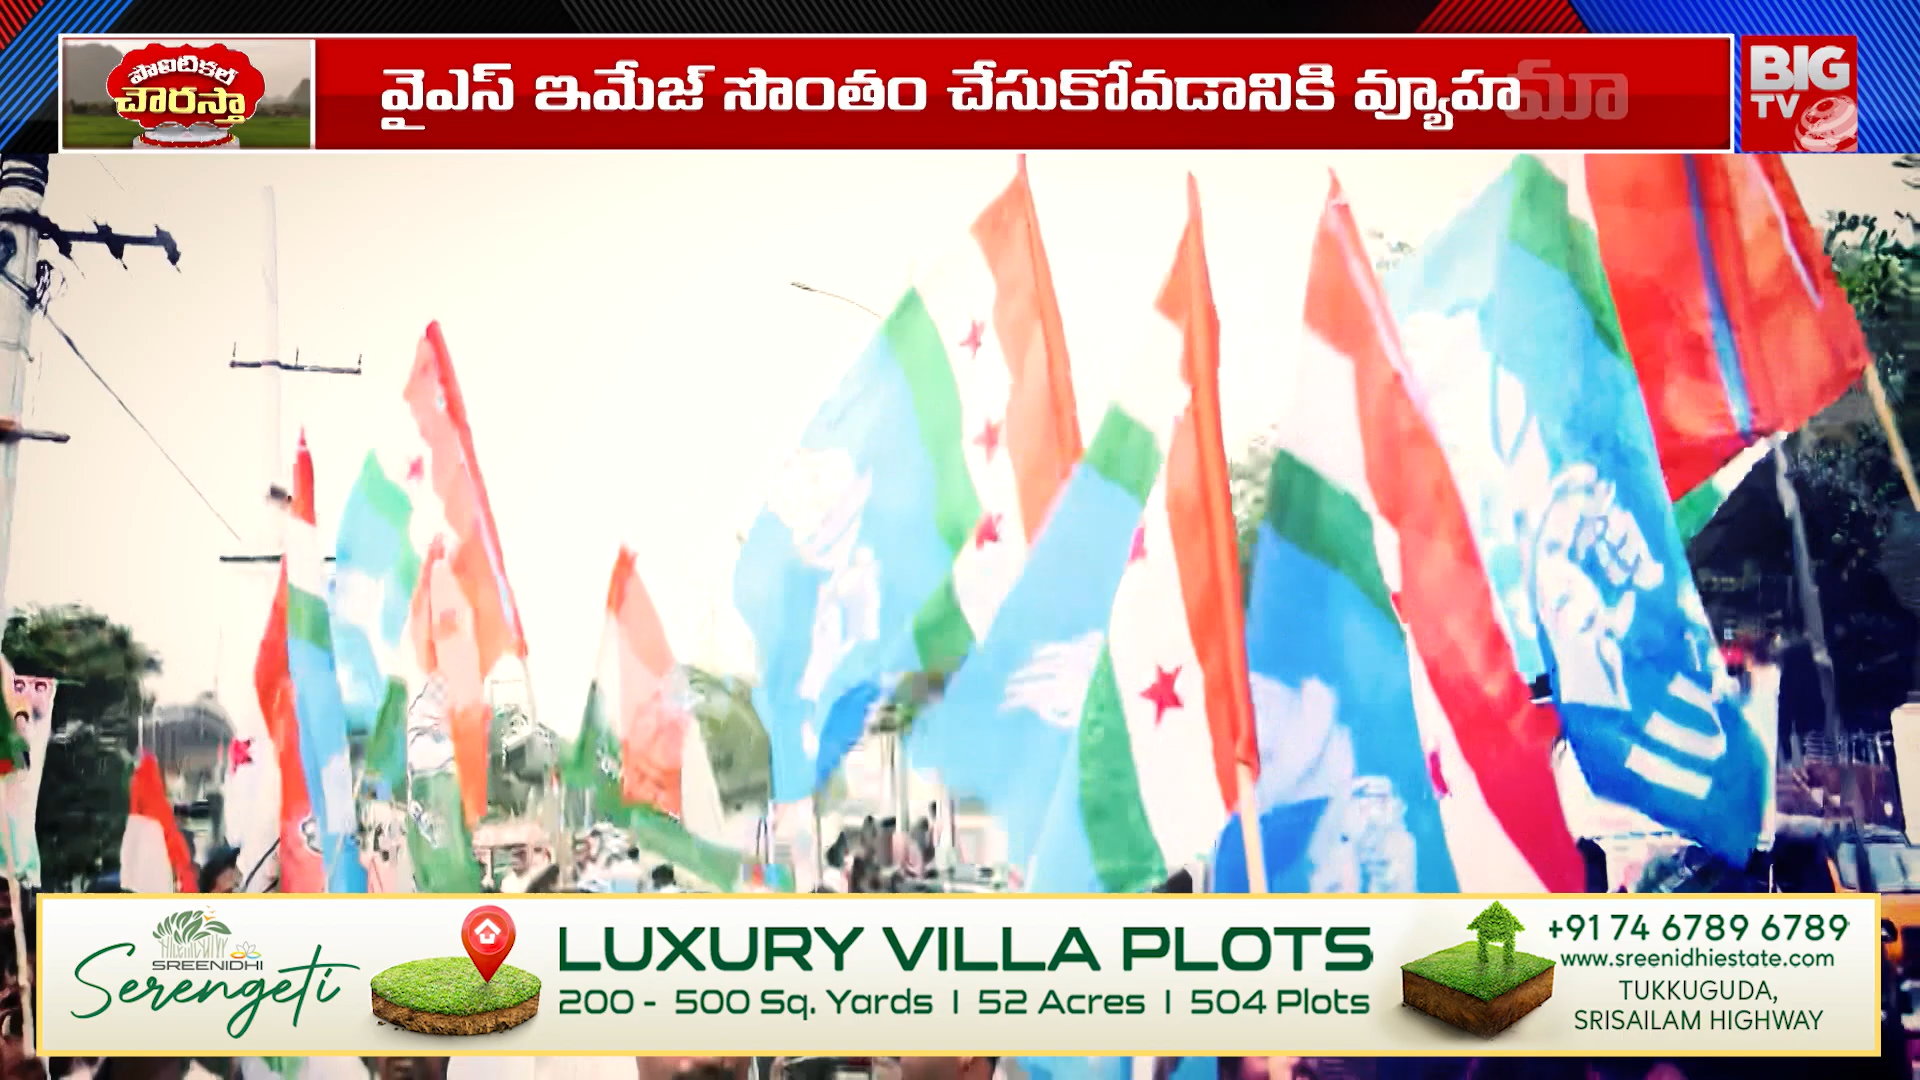 పొలిటికల్
చౌరస్తా
వైఎస్ ఇమేజ్ సొంతం చేసుకోవడానికి వ్యూహమా
BIG
TV
SREENIDHI
Serengeti
LUXURY VILLA PLOTS
200 - 500 Sq. Yards I 52 Acres I 504 Plots
+91 74 6789 6789
www.sreenidhiestate.com
TUKKUGUDA,
SRISAILAM HIGHWAY